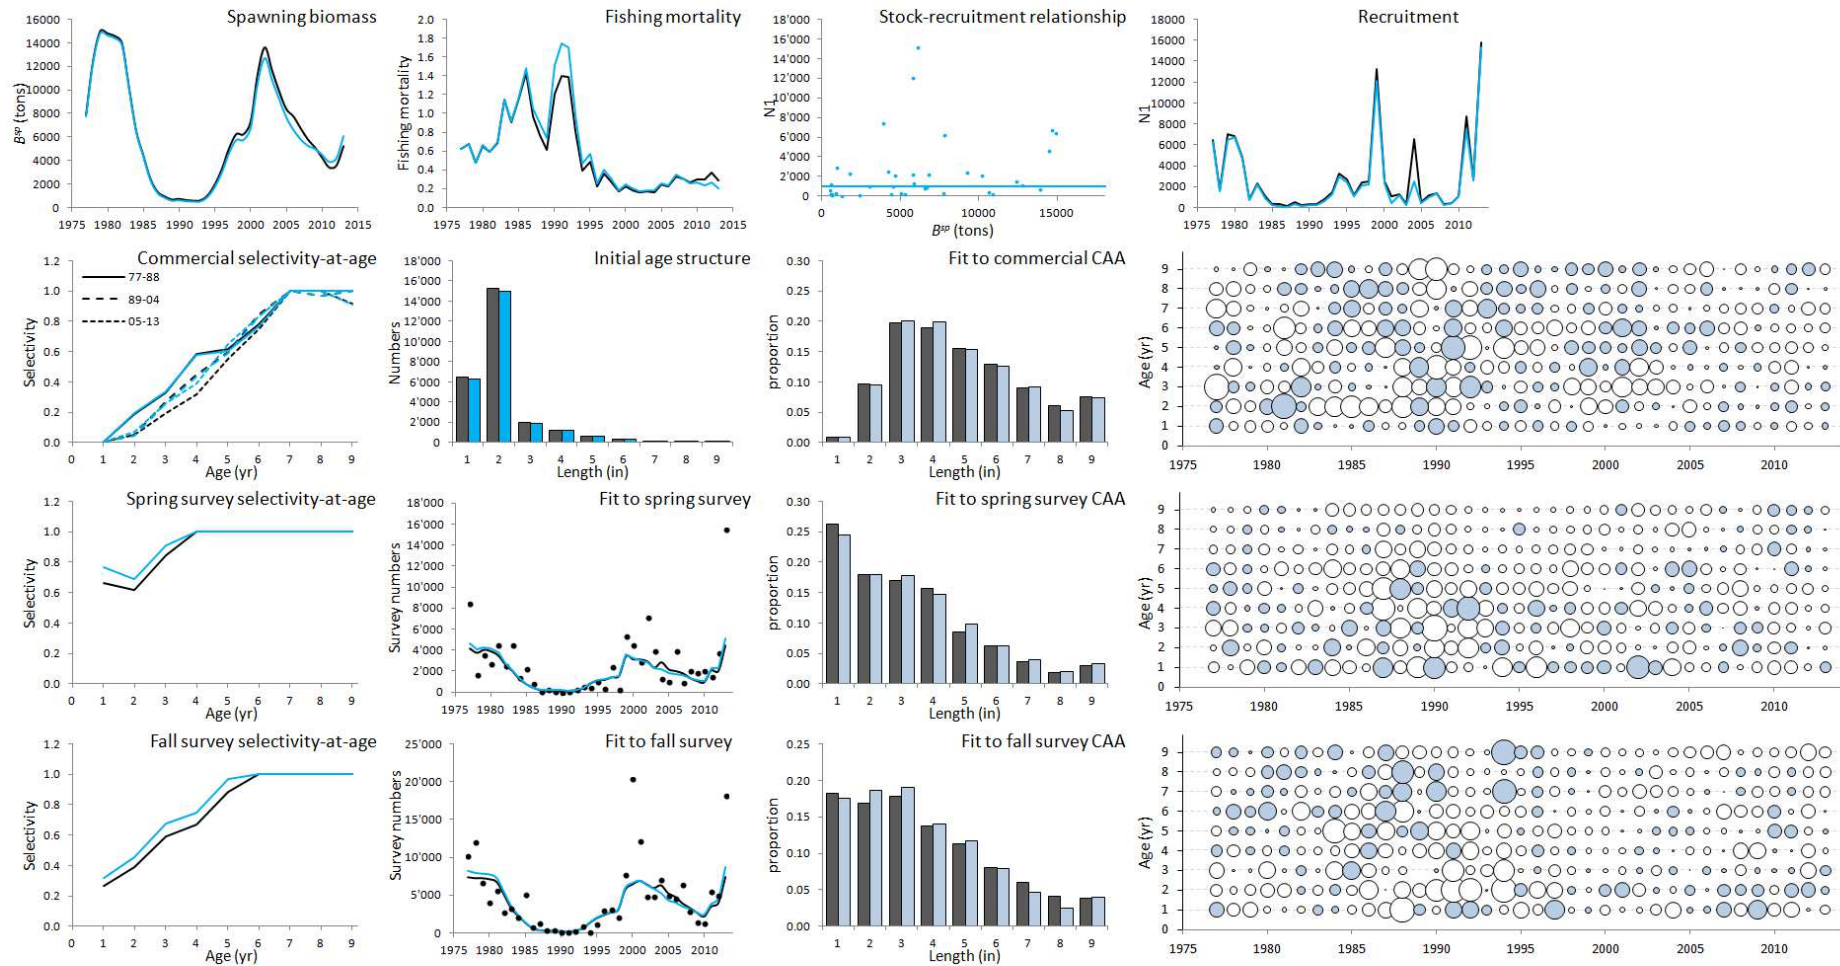 Spawning biomass
16000
14000
12000
10000
8000
6000
4000
2000
0
Bsp (tons)
1975 1980 1985 1990 1995 2000 2005 2010 2015
Fishing mortality
2.0
1.8
1.6
1.4
1.2
1.0
0.8
0.6
0.4
0.2
0.0
Fishing mortality
1975 1980 1985 1990 1995 2000 2005 2010 2015
Stock-recruitment relationship
18'000
16'000
14'000
12'000
10'000
8'000
6'000
4'000
2'000
0
N1
0 5000 10000 15000
Bsp (tons)
Recruitment
18000
16000
14000
12000
10000
8000
6000
4000
2000
0
N1
1975 1980 1985 1990 1995 2000 2005 2010
Commercial selectivity-at-age
1.2
1.0
0.8
0.6
0.4
0.2
0.0
Selectivity
77-88
89-04
05-13
0 1 2 3 4 5 6 7 8 9
Age (yr)
Initial age structure
18'000
16'000
14'000
12'000
10'000
8'000
6'000
4'000
2'000
0
Numbers
1 2 3 4 5 6 7 8 9
Length (in)
Fit to commercial CAA
0.30
0.25
0.20
0.15
0.10
0.05
0.00
proportion
1 2 3 4 5 6 7 8 9
Length (in)
9
8
7
6
5
4
3
2
1
0
Age (yr)
1975 1980 1985 1990 1995 2000 2005 2010
Spring survey selectivity-at-age
1.2
1.0
0.8
0.6
0.4
0.2
0.0
Selectivity
0 1 2 3 4 5 6 7 8 9
Age (yr)
Fit to spring survey
18'000
16'000
14'000
12'000
10'000
8'000
6'000
4'000
2'000
0
Survey numbers
1975 1980 1985 1990 1995 2000 2005 2010
Fit to spring survey CAA
0.30
0.25
0.20
0.15
0.10
0.05
0.00
proportion
1 2 3 4 5 6 7 8 9
Length (in)
9
8
7
6
5
4
3
2
1
0
Age (yr)
1975 1980 1985 1990 1995 2000 2005 2010
Fall survey selectivity-at-age
1.2
1.0
0.8
0.6
0.4
0.2
0.0
Selectivity
0 1 2 3 4 5 6 7 8 9
Age (yr)
Fit to fall survey
25'000
20'000
15'000
10'000
5'000
0
Survey numbers
1975 1980 1985 1990 1995 2000 2005 2010
Fit to fall survey CAA
0.25
0.20
0.15
0.10
0.05
0.00
proportion
1 2 3 4 5 6 7 8 9
Length (in)
9
8
7
6
5
4
3
2
1
0
Age (yr)
1975 1980 1985 1990 1995 2000 2005 2010